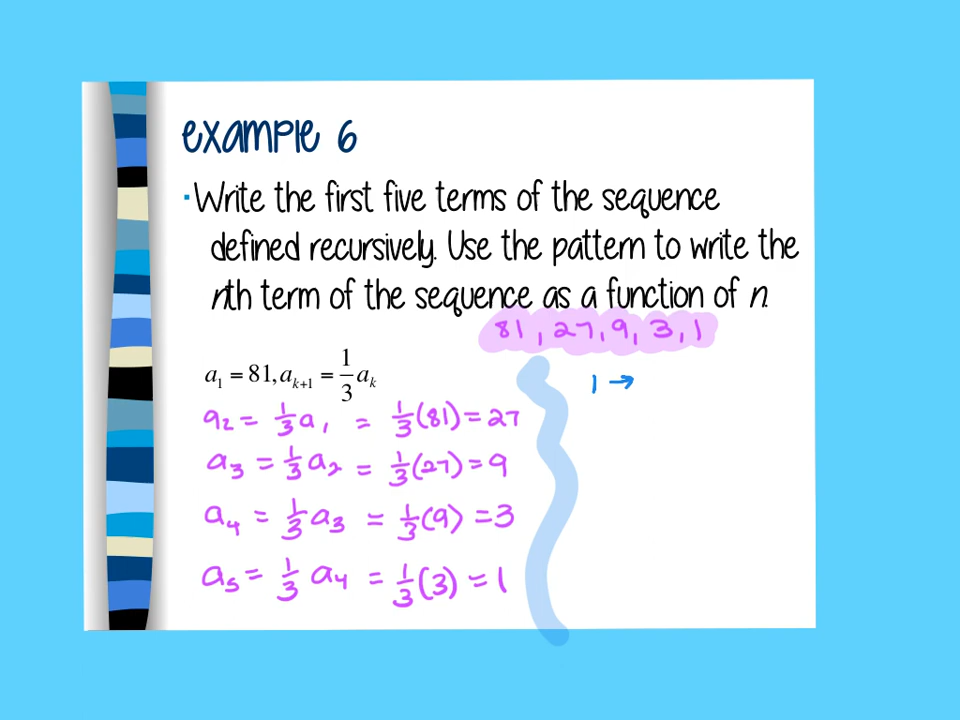 example 6
·Write the first five terms of the sequence
defined recursively. Use the pattern to write the
nth term of the sequence as a function of n.
81, 27, 9, 3, 1
a₁ = 81, aₖ₊₁ = 1/3 aₖ
1 →
a₂ = 1/3 a₁ = 1/3(81) = 27
a₃ = 1/3 a₂ = 1/3(27) = 9
a₄ = 1/3 a₃ = 1/3(9) = 3
a₅ = 1/3 a₄ = 1/3(3) = 1